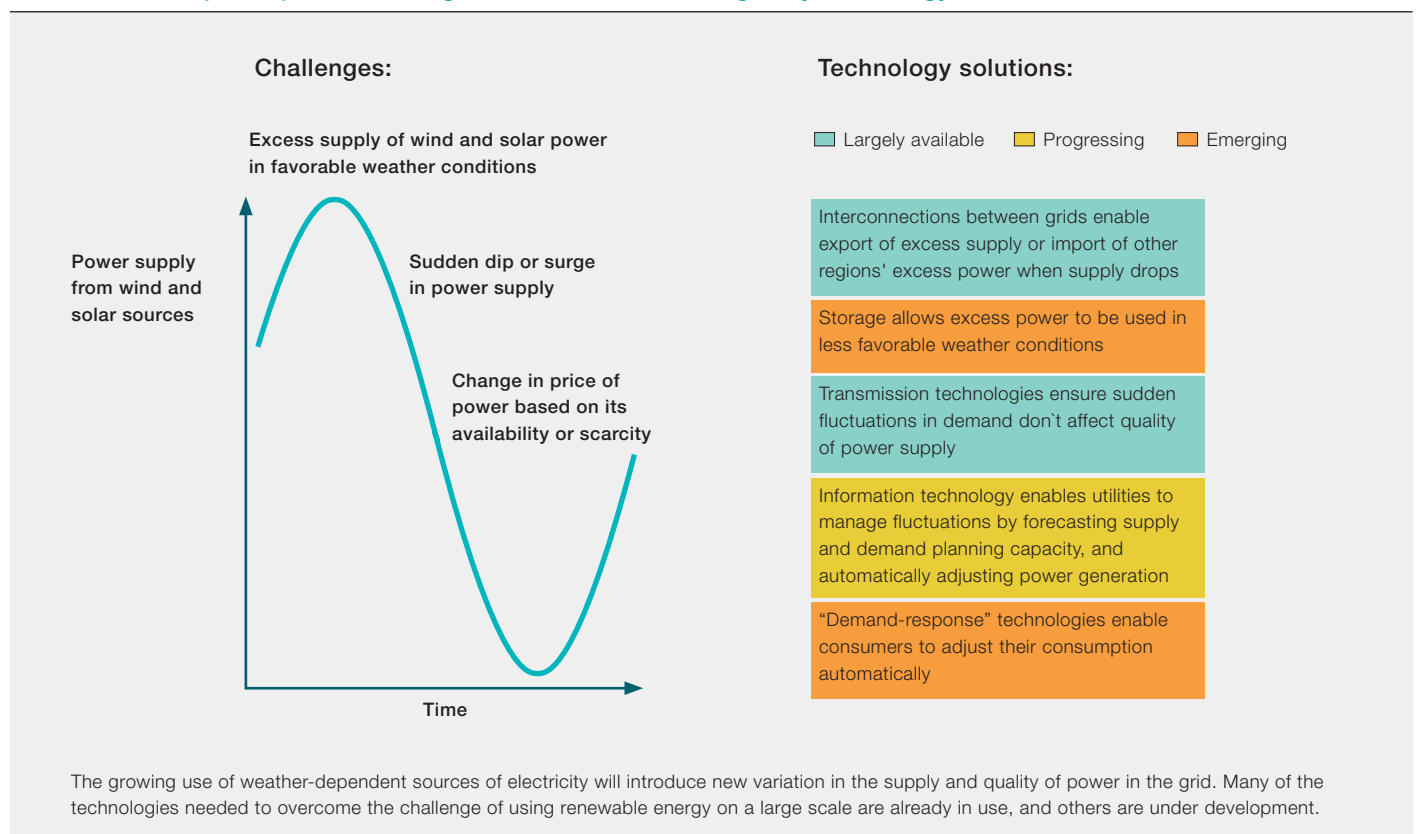 Challenges:
Excess supply of wind and solar power
in favorable weather conditions
Power supply
from wind and
solar sources
Sudden dip or surge
in power supply
Change in price of
power based on its
availability or scarcity
Time
Technology solutions:
Largely available Progressing Emerging
Interconnections between grids enable
export of excess supply or import of other
regions' excess power when supply drops
Storage allows excess power to be used in
less favorable weather conditions
Transmission technologies ensure sudden
fluctuations in demand don`t affect quality
of power supply
Information technology enables utilities to
manage fluctuations by forecasting supply
and demand planning capacity, and
automatically adjusting power generation
“Demand-response” technologies enable
consumers to adjust their consumption
automatically
The growing use of weather-dependent sources of electricity will introduce new variation in the supply and quality of power in the grid. Many of the
technologies needed to overcome the challenge of using renewable energy on a large scale are already in use, and others are under development.